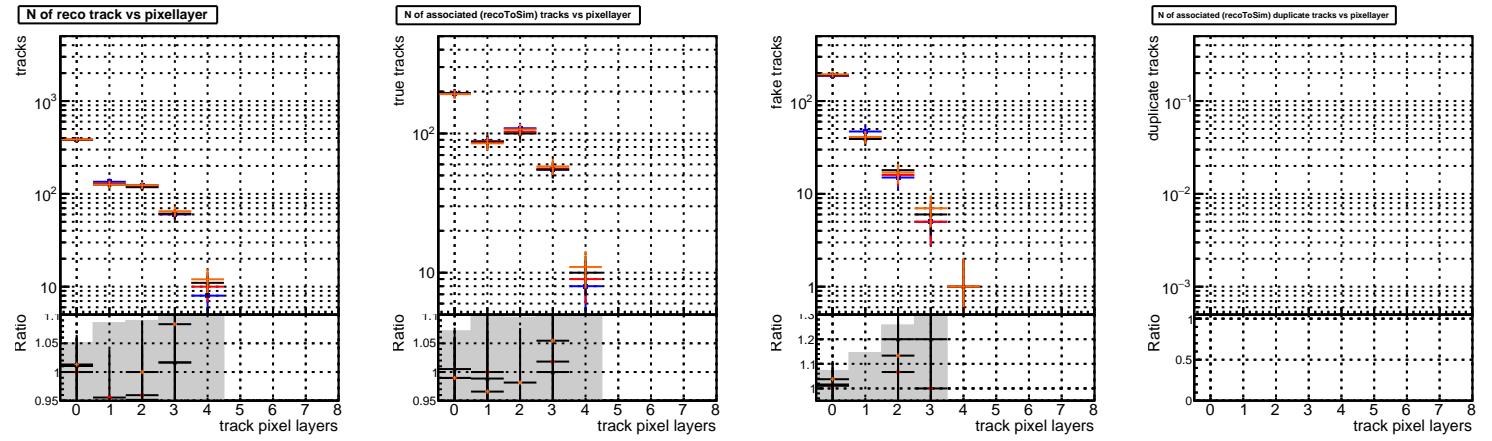 N of reco track vs pixellayer
tracks
10³
10²
10
Ratio
1.1
1.05
1
0.95
0 1 2 3 4 5 6 7 8
track pixel layers
N of associated (recoToSim) tracks vs pixellayer
true tracks
10²
10
Ratio
1.1
1.05
1
0.95
0 1 2 3 4 5 6 7 8
track pixel layers
fake tracks
10²
10
1
Ratio
1.3
1.2
1.1
1
0 1 2 3 4 5 6 7 8
track pixel layers
N of associated (recoToSim) duplicate tracks vs pixellayer
duplicate tracks
10⁻¹
10⁻²
10⁻³
Ratio
1
0.5
0
0 1 2 3 4 5 6 7 8
track pixel layers